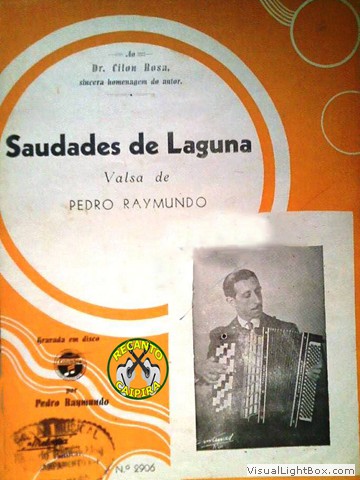 Ao
Dr. Cilon Rosa,
sincera homenagem do autor.
Saudades de Laguna
Valsa de
PEDRO RAYMUNDO
Gravada em disco
por
Pedro Raymundo
RECANTO
CAIPIRA
N.º 2906
VisualLightBox.com